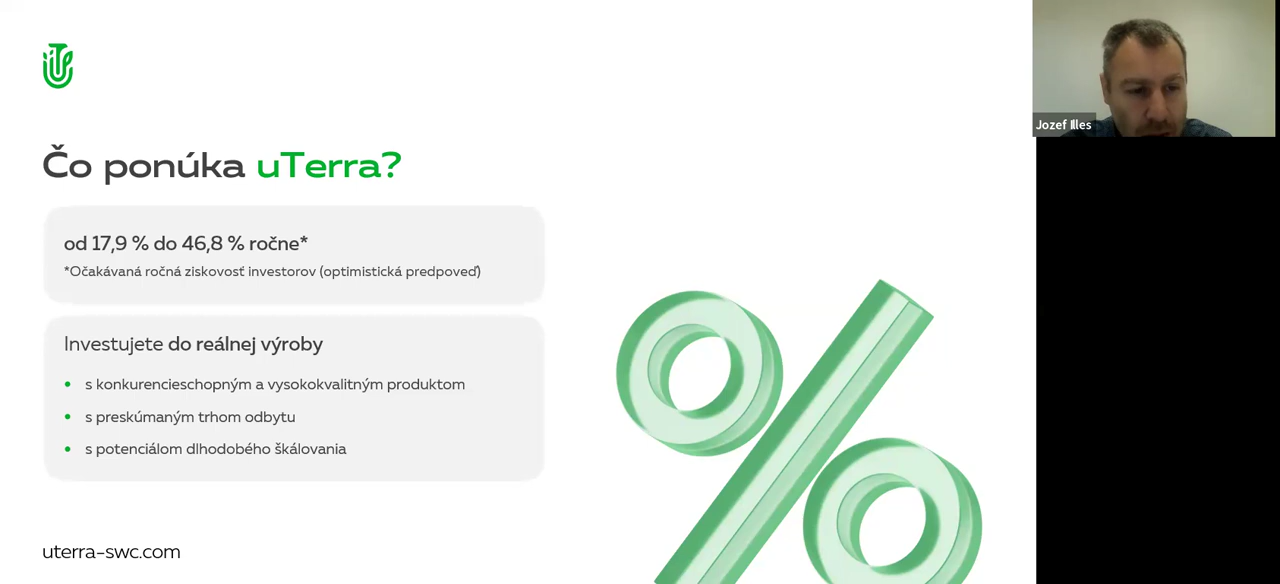 Čo ponúka uTerra?
od 17,9 % do 46,8 % ročne*
*Očakávaná ročná ziskovosť investorov (optimistická predpoveď)
Investujete do reálnej výroby
• s konkurencieschopným a vysokokvalitným produktom
• s preskúmaným trhom odbytu
• s potenciálom dlhodobého škálovania
uterra-swc.com
Jozef Illes